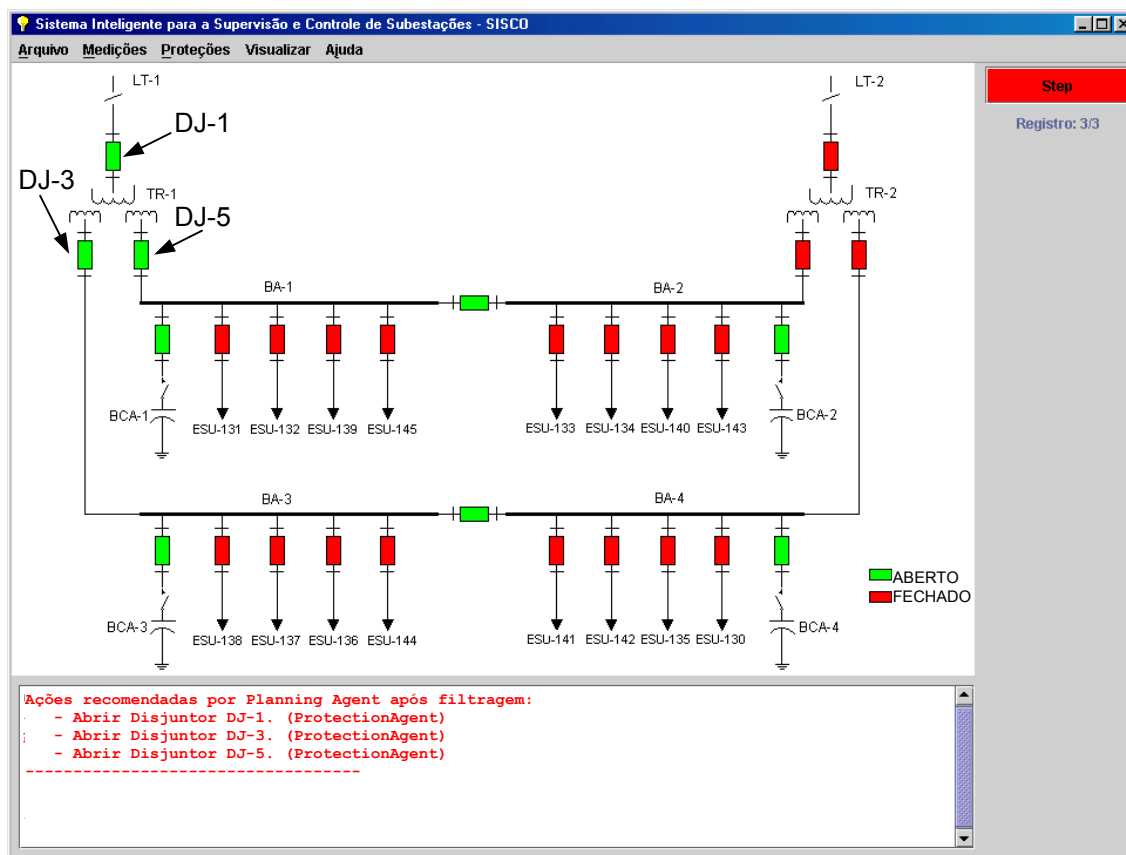 Sistema Inteligente para a Supervisão e Controle de Subestações - SISCO
Arquivo Medições Proteções Visualizar Ajuda
LT-1
LT-2
Step
Registro: 3/3
DJ-1
DJ-3
TR-1
TR-2
DJ-5
BA-1
BA-2
BCA-1
BCA-2
ESU-131 ESU-132 ESU-139 ESU-145
ESU-133 ESU-134 ESU-140 ESU-143
BA-3
BA-4
ABERTO
FECHADO
BCA-3
BCA-4
ESU-138 ESU-137 ESU-136 ESU-144
ESU-141 ESU-142 ESU-135 ESU-130
Ações recomendadas por Planning Agent após filtragem:
- Abrir Disjuntor DJ-1. (ProtectionAgent)
- Abrir Disjuntor DJ-3. (ProtectionAgent)
- Abrir Disjuntor DJ-5. (ProtectionAgent)
-----------------------------------